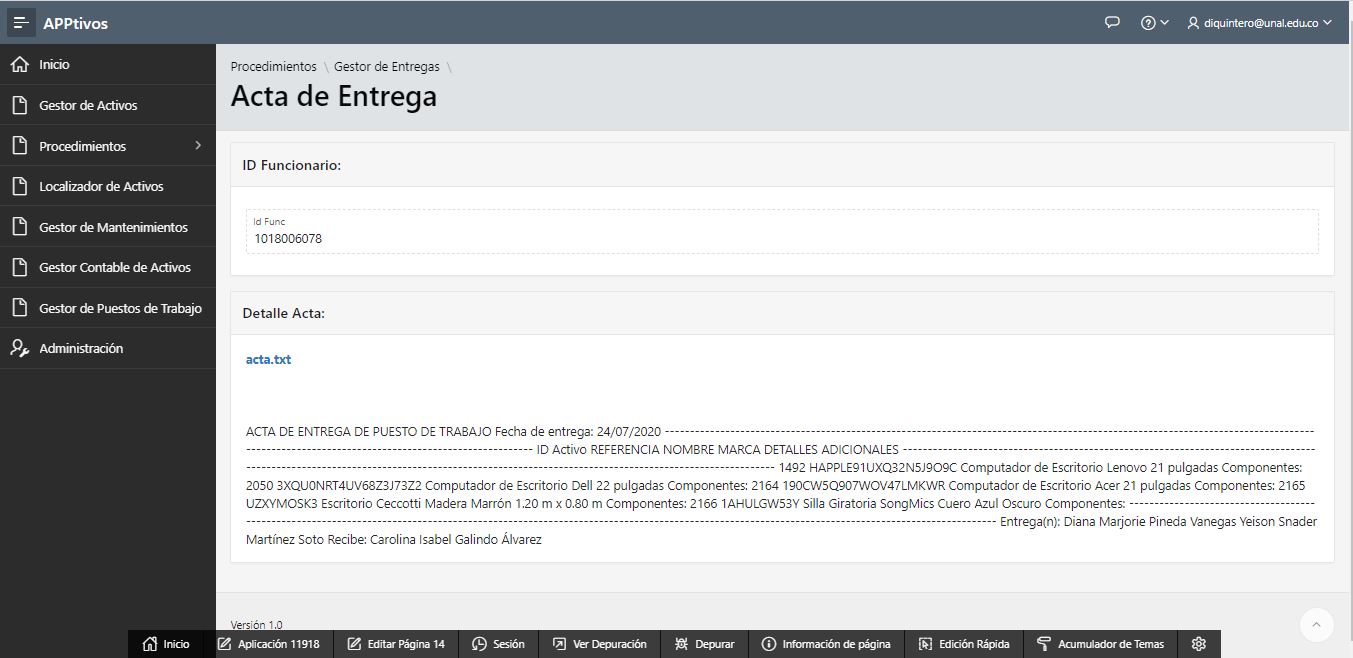 APPtivos
diquintero@unal.edu.co
Inicio
Gestor de Activos
Procedimientos
Localizador de Activos
Gestor de Mantenimientos
Gestor Contable de Activos
Gestor de Puestos de Trabajo
Administración
Procedimientos \ Gestor de Entregas \
Acta de Entrega
ID Funcionario:
Id Func
1018006078
Detalle Acta:
acta.txt
ACTA DE ENTREGA DE PUESTO DE TRABAJO Fecha de entrega: 24/07/2020 --------------------------------------------------------------------------------
-------------------------------------------------------- ID Activo REFERENCIA NOMBRE MARCA DETALLES ADICIONALES --------------------------------------------------------------------------------
-------------------------------------------------------------------------------- 1492 HAPPLE91UXQ32N5J9O9C Computador de Escritorio Lenovo 21 pulgadas Componentes:
2050 3XQU0NRT4UV68Z3J73Z2 Computador de Escritorio Dell 22 pulgadas Componentes: 2164 190CW5Q907WOV47LMKWR Computador de Escritorio Acer 21 pulgadas Componentes: 2165
UZXYMOSK3 Escritorio Ceccotti Madera Marrón 1.20 m x 0.80 m Componentes: 2166 1AHULGW53Y Silla Giratoria SongMics Cuero Azul Oscuro Componentes: -------------------------------------
-------------------------------------------------------------------------------- Entrega(n): Diana Marjorie Pineda Vanegas Yeison Snader
Martínez Soto Recibe: Carolina Isabel Galindo Álvarez
Versión 1.0
Inicio
Aplicación 11918
Editar Página 14
Sesión
Ver Depuración
Depurar
Información de página
Edición Rápida
Acumulador de Temas